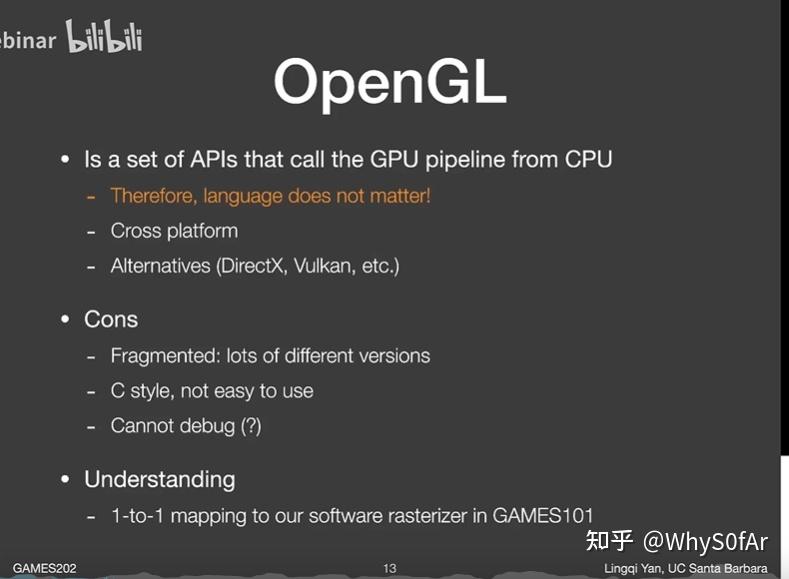 ebinar bilibili
OpenGL
• Is a set of APIs that call the GPU pipeline from CPU
- Therefore, language does not matter!
- Cross platform
- Alternatives (DirectX, Vulkan, etc.)
• Cons
- Fragmented: lots of different versions
- C style, not easy to use
- Cannot debug (?)
• Understanding
- 1-to-1 mapping to our software rasterizer in GAMES101
知乎 @WhyS0fAr
GAMES202 13 Lingqi Yan, UC Santa Barbara